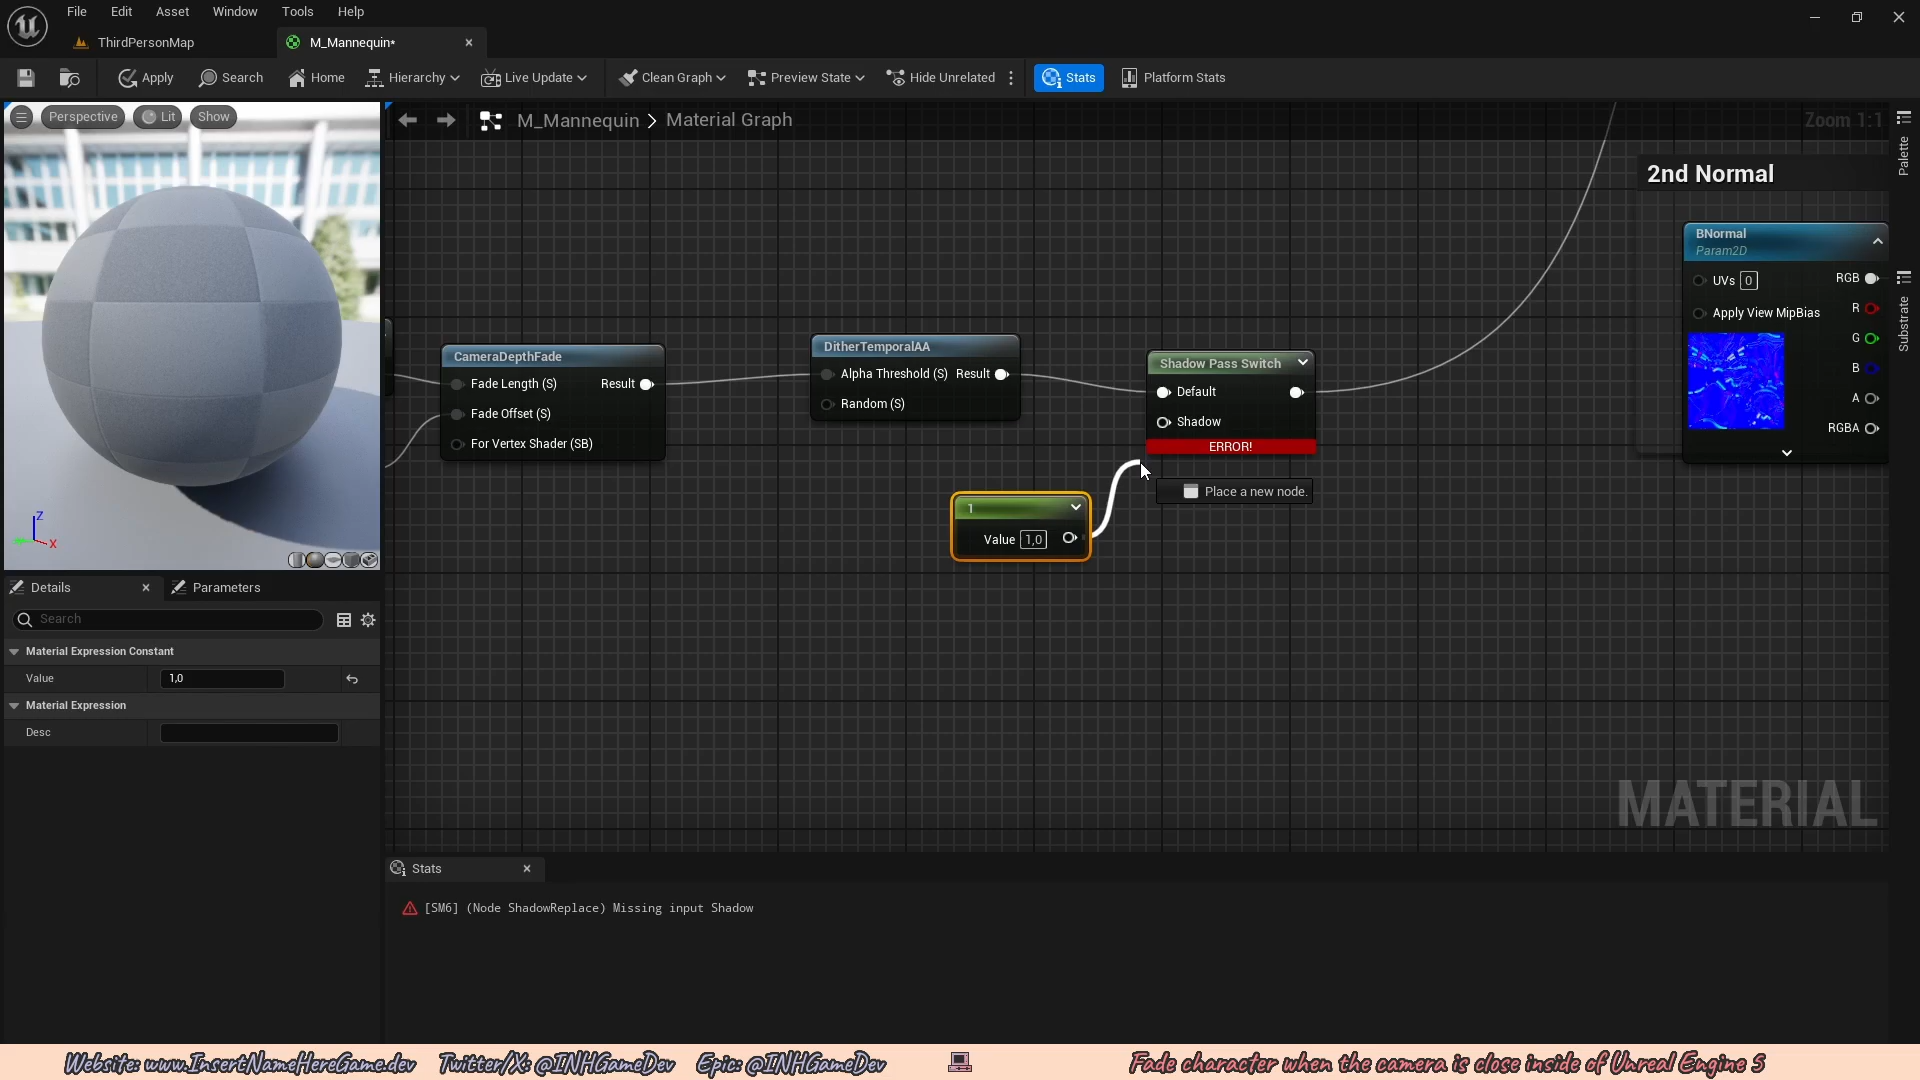 File Edit Asset Window Tools Help
ThirdPersonMap
M_Mannequin*
Apply Search Home Hierarchy Live Update Clean Graph Preview State Hide Unrelated Stats Platform Stats
Perspective Lit Show
M_Mannequin > Material Graph
Zoom 1:1
Palette
Substrate
2nd Normal
BNormal
Param2D
UVs 0
RGB
Apply View MipBias
R
G
B
A
RGBA
CameraDepthFade
Fade Length (S) Result
Fade Offset (S)
For Vertex Shader (SB)
DitherTemporalAA
Alpha Threshold (S) Result
Random (S)
Shadow Pass Switch
Default
Shadow
ERROR!
Place a new node.
1
Value 1,0
Z
X
MATERIAL
Details
Parameters
Search
Material Expression Constant
Value 1,0
Material Expression
Desc
Stats
[SM6] (Node ShadowReplace) Missing input Shadow
Website: www.InsertNameHereGame.dev Twitter/X: @INHGameDev Epic: @INHGameDev
Fade character when the camera is close inside of Unreal Engine 5